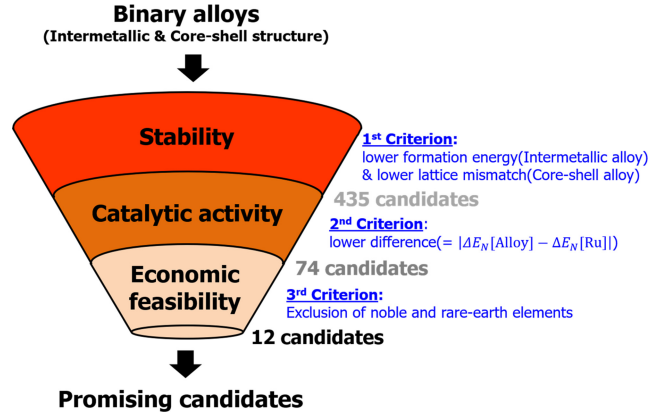 Binary alloys
(Intermetallic & Core-shell structure)
Stability
1st Criterion:
lower formation energy(Intermetallic alloy)
& lower lattice mismatch(Core-shell alloy)
435 candidates
Catalytic activity
2nd Criterion:
lower difference(= |ΔE_N[Alloy] − ΔE_N[Ru]|)
74 candidates
Economic
feasibility
3rd Criterion:
Exclusion of noble and rare-earth elements
12 candidates
Promising candidates